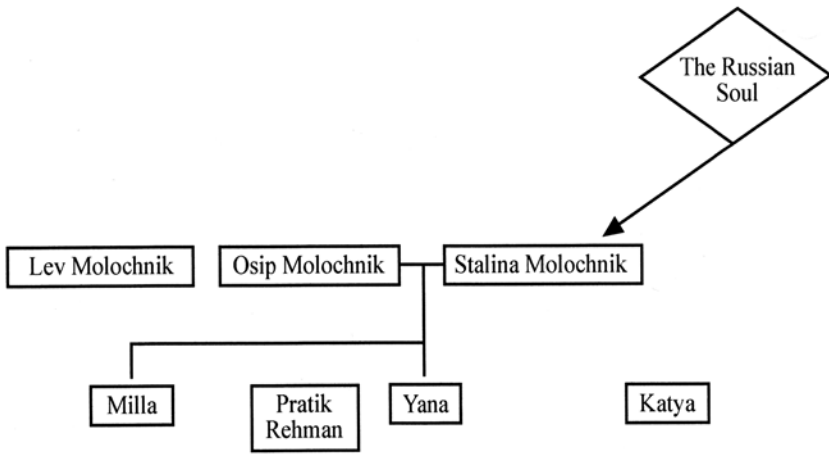 The Russian
Soul
Lev Molochnik
Osip Molochnik
Stalina Molochnik
Milla
Pratik
Rehman
Yana
Katya